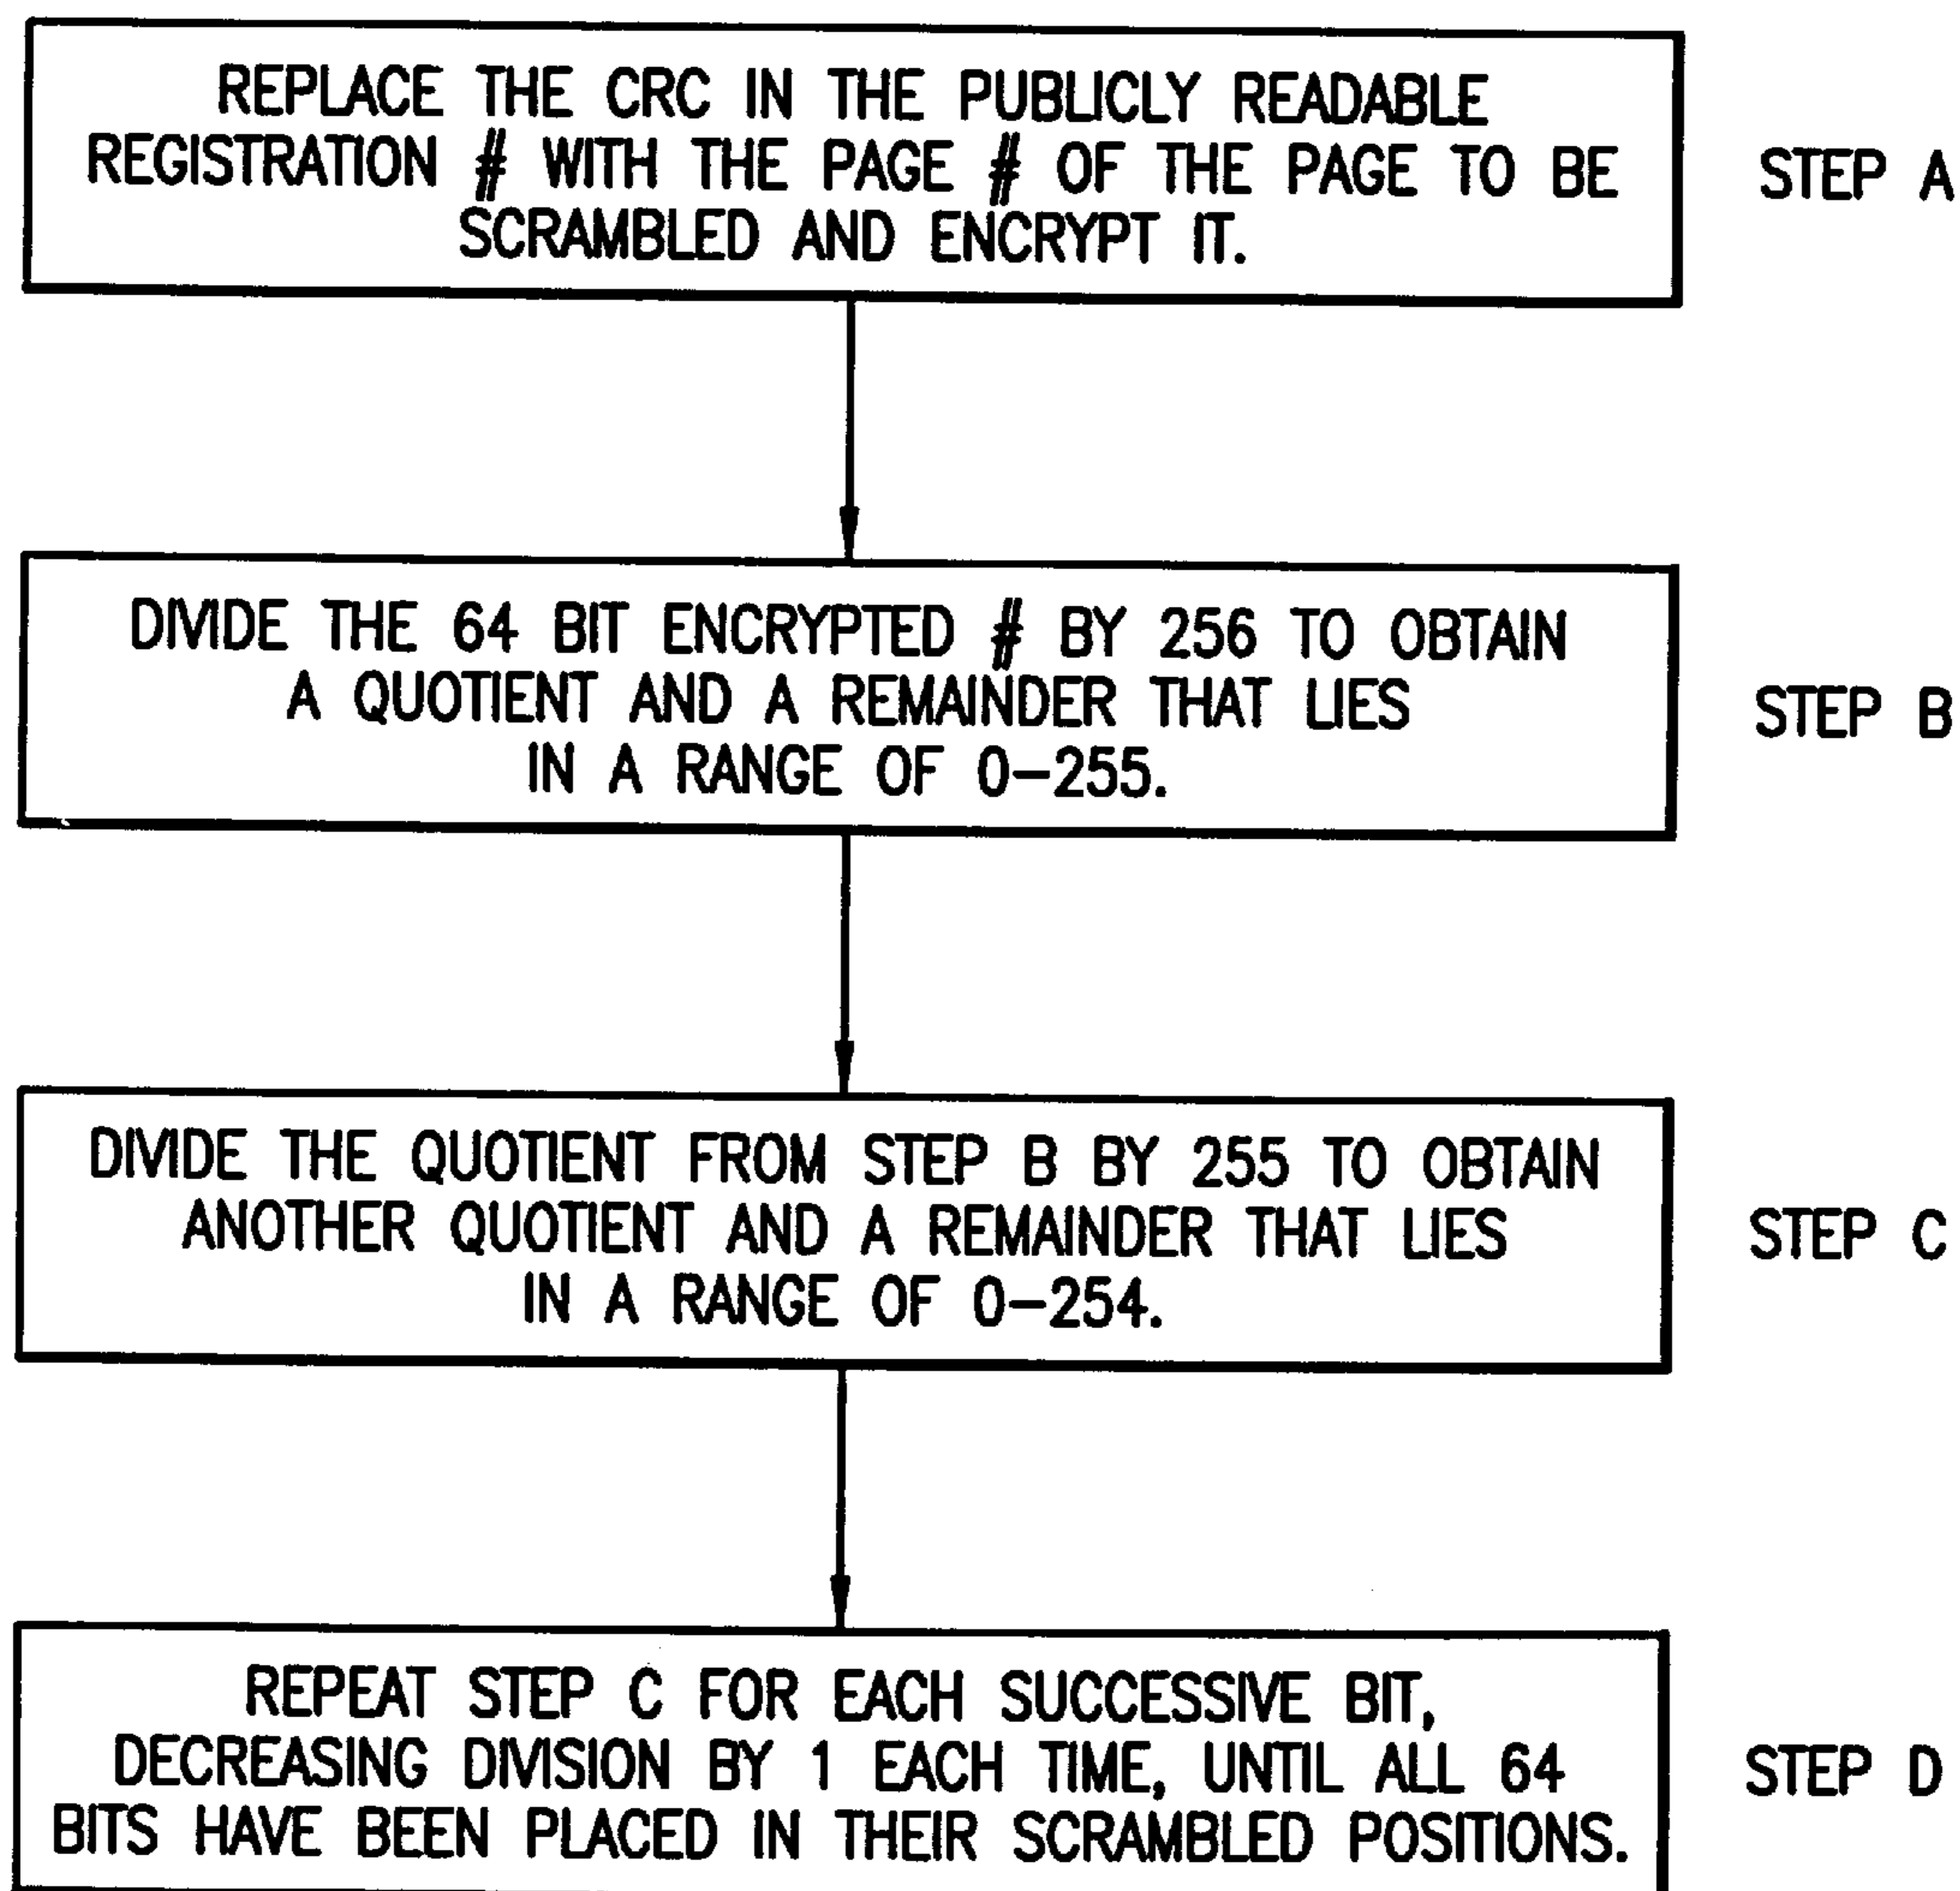 REPLACE THE CRC IN THE PUBLICLY READABLE
REGISTRATION # WITH THE PAGE # OF THE PAGE TO BE
SCRAMBLED AND ENCRYPT IT.
STEP A
DIVIDE THE 64 BIT ENCRYPTED # BY 256 TO OBTAIN
A QUOTIENT AND A REMAINDER THAT LIES
IN A RANGE OF 0-255.
STEP B
DIVIDE THE QUOTIENT FROM STEP B BY 255 TO OBTAIN
ANOTHER QUOTIENT AND A REMAINDER THAT LIES
IN A RANGE OF 0-254.
STEP C
REPEAT STEP C FOR EACH SUCCESSIVE BIT,
DECREASING DIVISION BY 1 EACH TIME, UNTIL ALL 64
BITS HAVE BEEN PLACED IN THEIR SCRAMBLED POSITIONS.
STEP D